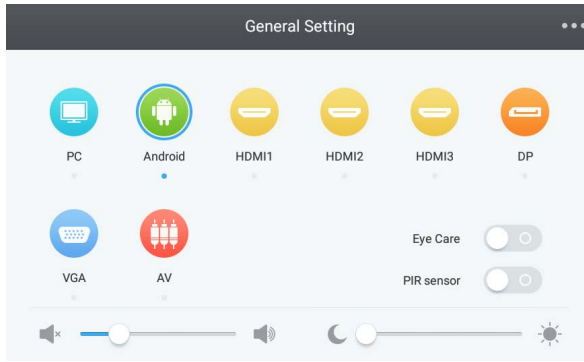 General Setting
PC
Android
HDMI1
HDMI2
HDMI3
DP
Eye Care
VGA
AV
PIR sensor